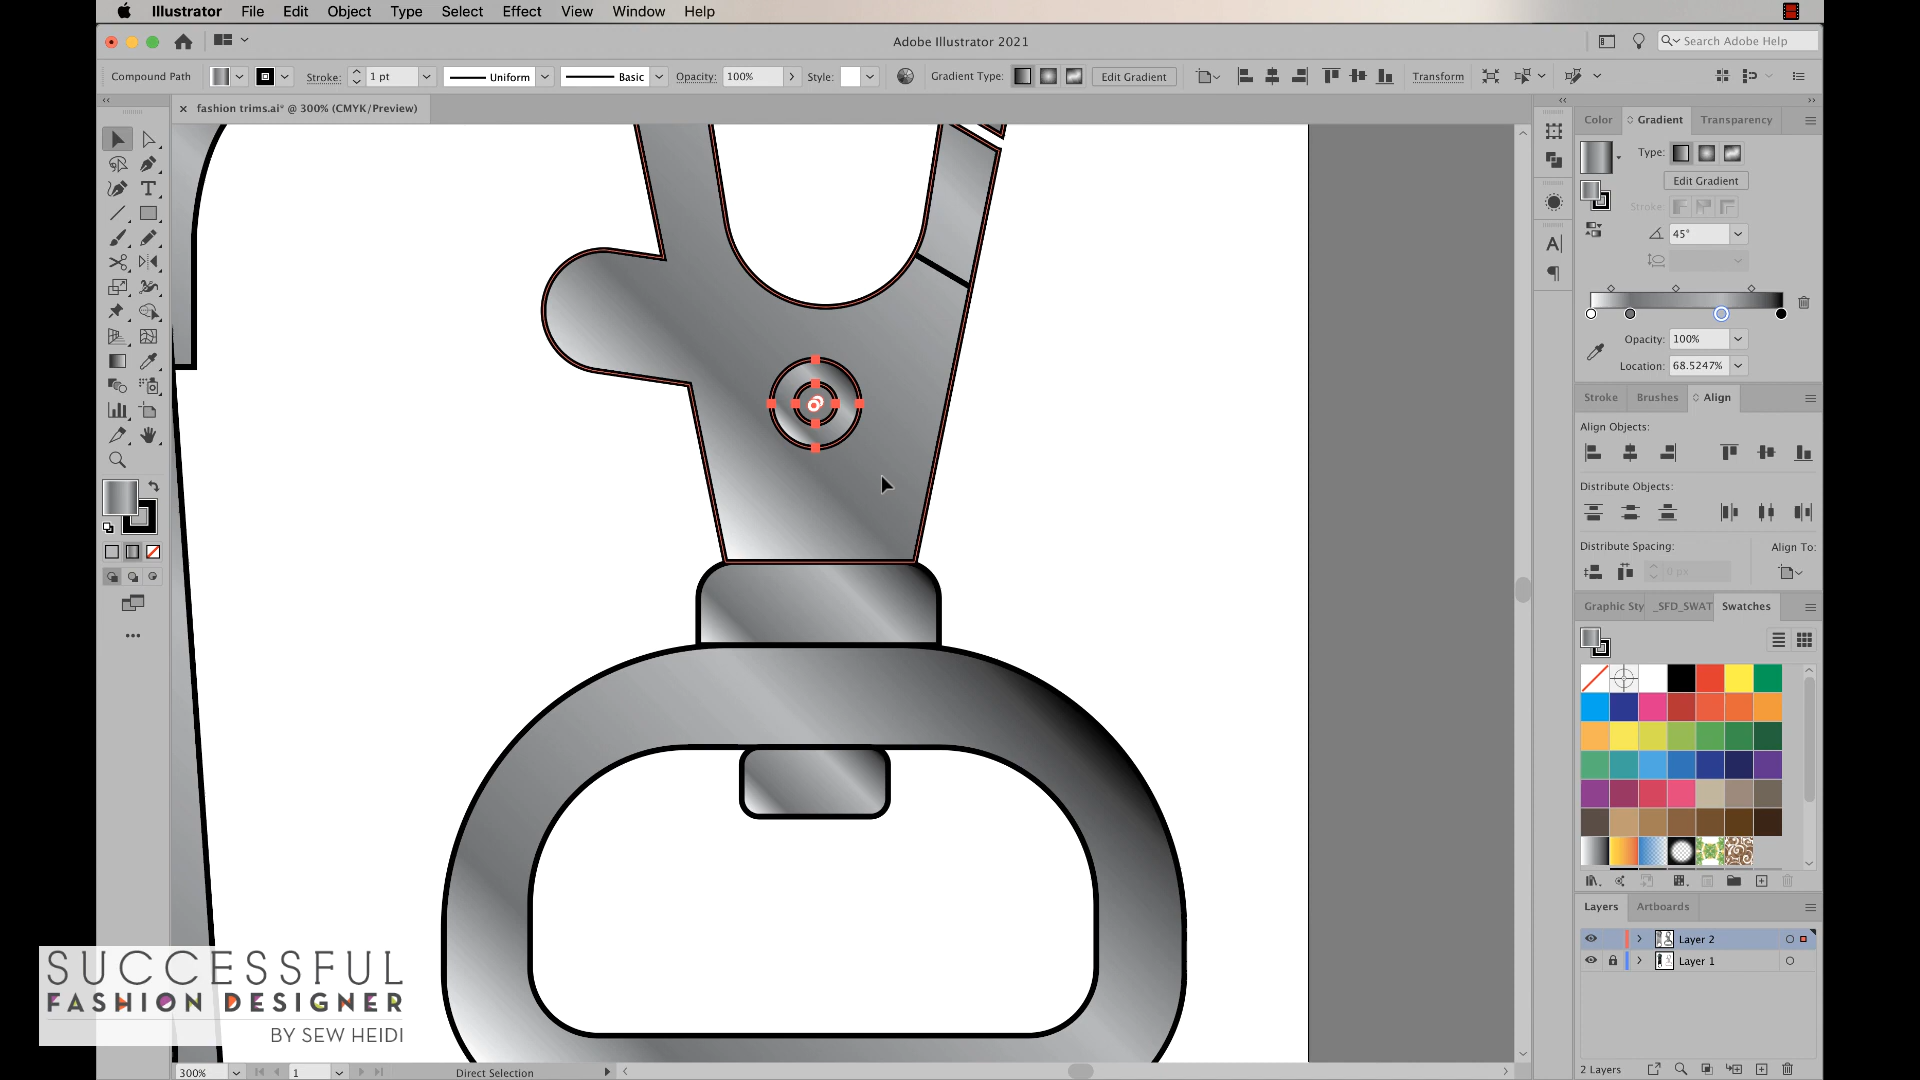 Illustrator File Edit Object Type Select Effect View Window Help
Adobe Illustrator 2021
Search Adobe Help
Compound Path Stroke: 1 pt Uniform Basic Opacity: 100% Style: Gradient Type: Edit Gradient Transform
fashion trims.ai* @ 300% (CMYK/Preview)
Color Gradient Transparency
Type:
Edit Gradient
Stroke:
45°
Opacity: 100%
Location: 68.5247%
Stroke Brushes Align
Align Objects:
Distribute Objects:
Distribute Spacing: Align To:
0 px
Graphic Sty _SFD_SWAT Swatches
Layers Artboards
Layer 2
Layer 1
2 Layers
SUCCESSFUL
FASHION DESIGNER
BY SEW HEIDI
300% 1 Direct Selection